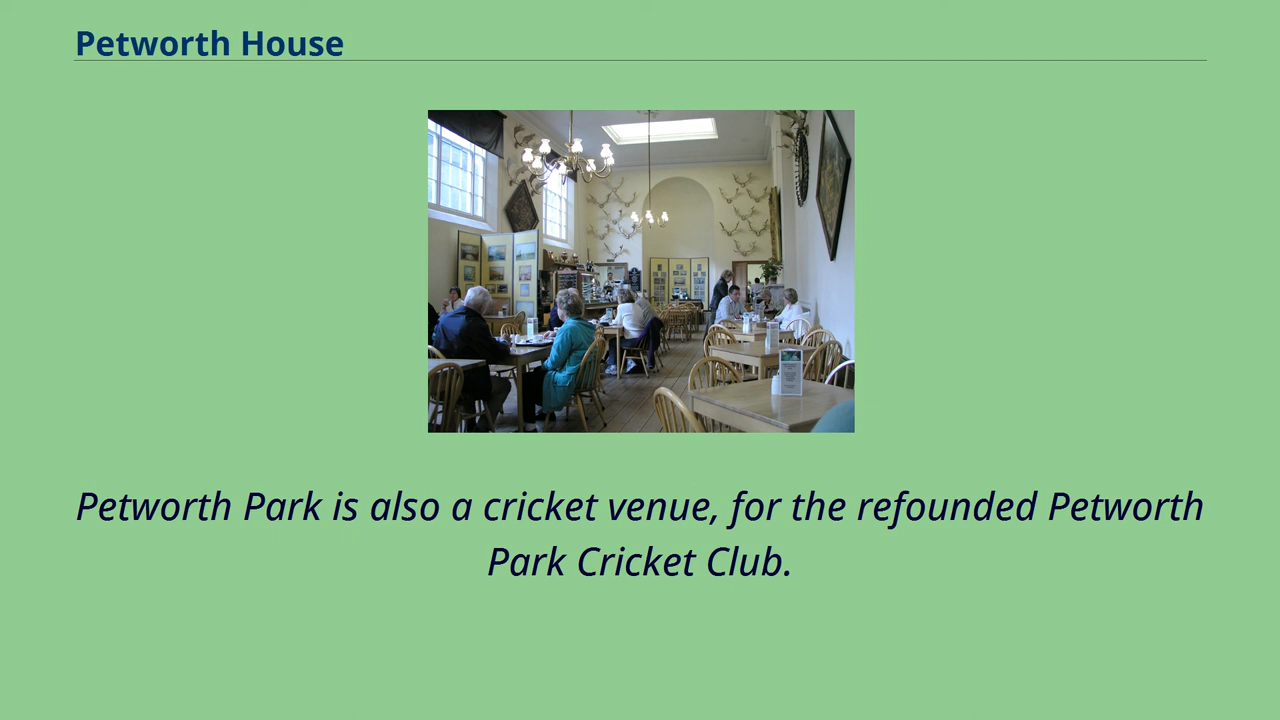 Petworth House
Petworth Park is also a cricket venue, for the refounded Petworth
Park Cricket Club.